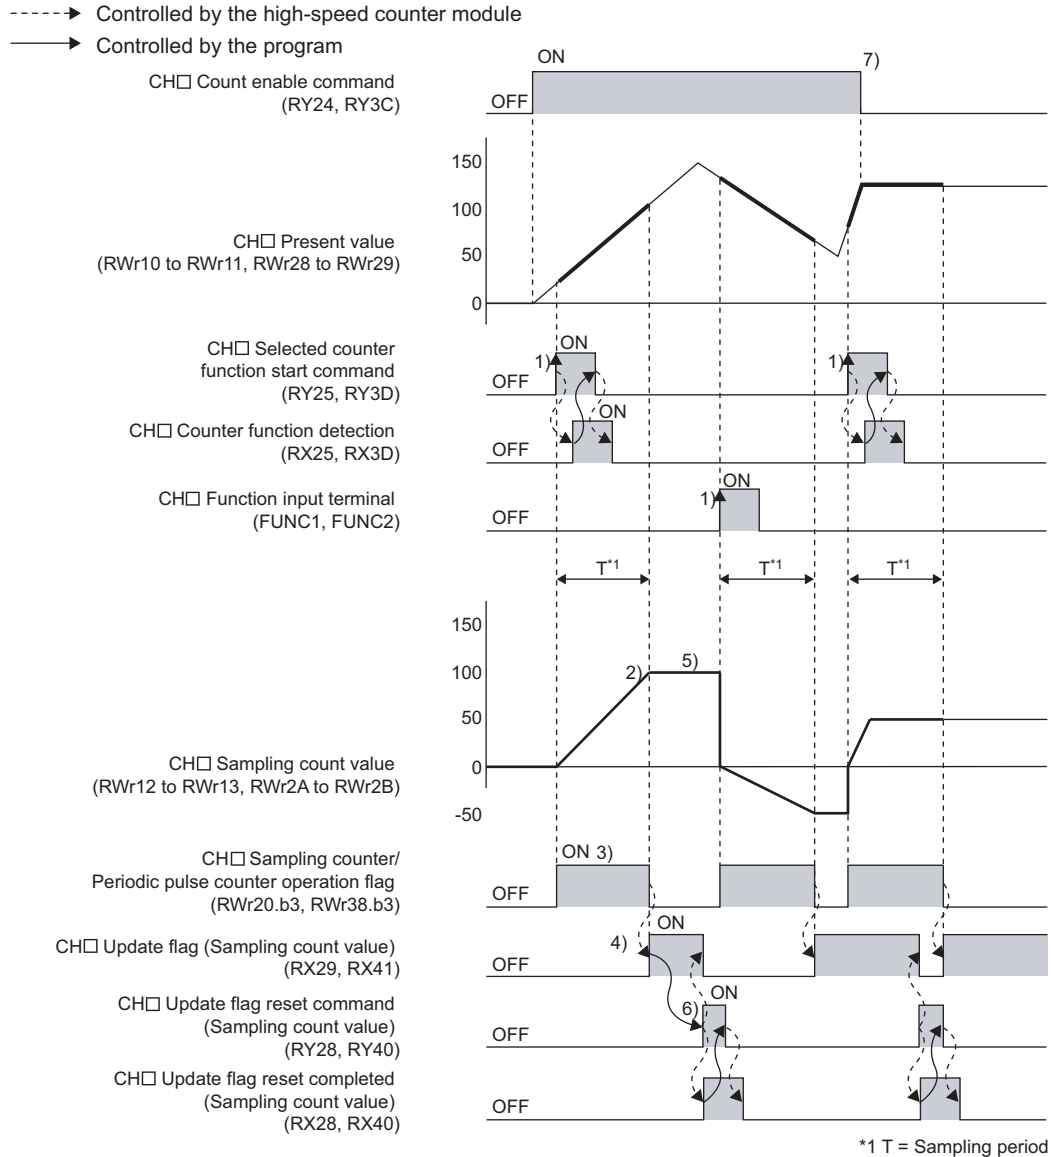 Controlled by the high-speed counter module
Controlled by the program
CH□ Count enable command
(RY24, RY3C)
ON
7)
OFF
150
100
50
0
CH□ Present value
(RWr10 to RWr11, RWr28 to RWr29)
CH□ Selected counter
function start command
(RY25, RY3D)
ON
1)
1)
OFF
CH□ Counter function detection
(RX25, RX3D)
ON
OFF
CH□ Function input terminal
(FUNC1, FUNC2)
ON
1)
OFF
T*1
T*1
T*1
150
100
50
0
-50
2)
5)
CH□ Sampling count value
(RWr12 to RWr13, RWr2A to RWr2B)
CH□ Sampling counter/
Periodic pulse counter operation flag
(RWr20.b3, RWr38.b3)
ON 3)
OFF
CH□ Update flag (Sampling count value)
(RX29, RX41)
ON
4)
OFF
CH□ Update flag reset command
(Sampling count value)
(RY28, RY40)
ON
6)
OFF
CH□ Update flag reset completed
(Sampling count value)
(RX28, RX40)
OFF
*1 T = Sampling period